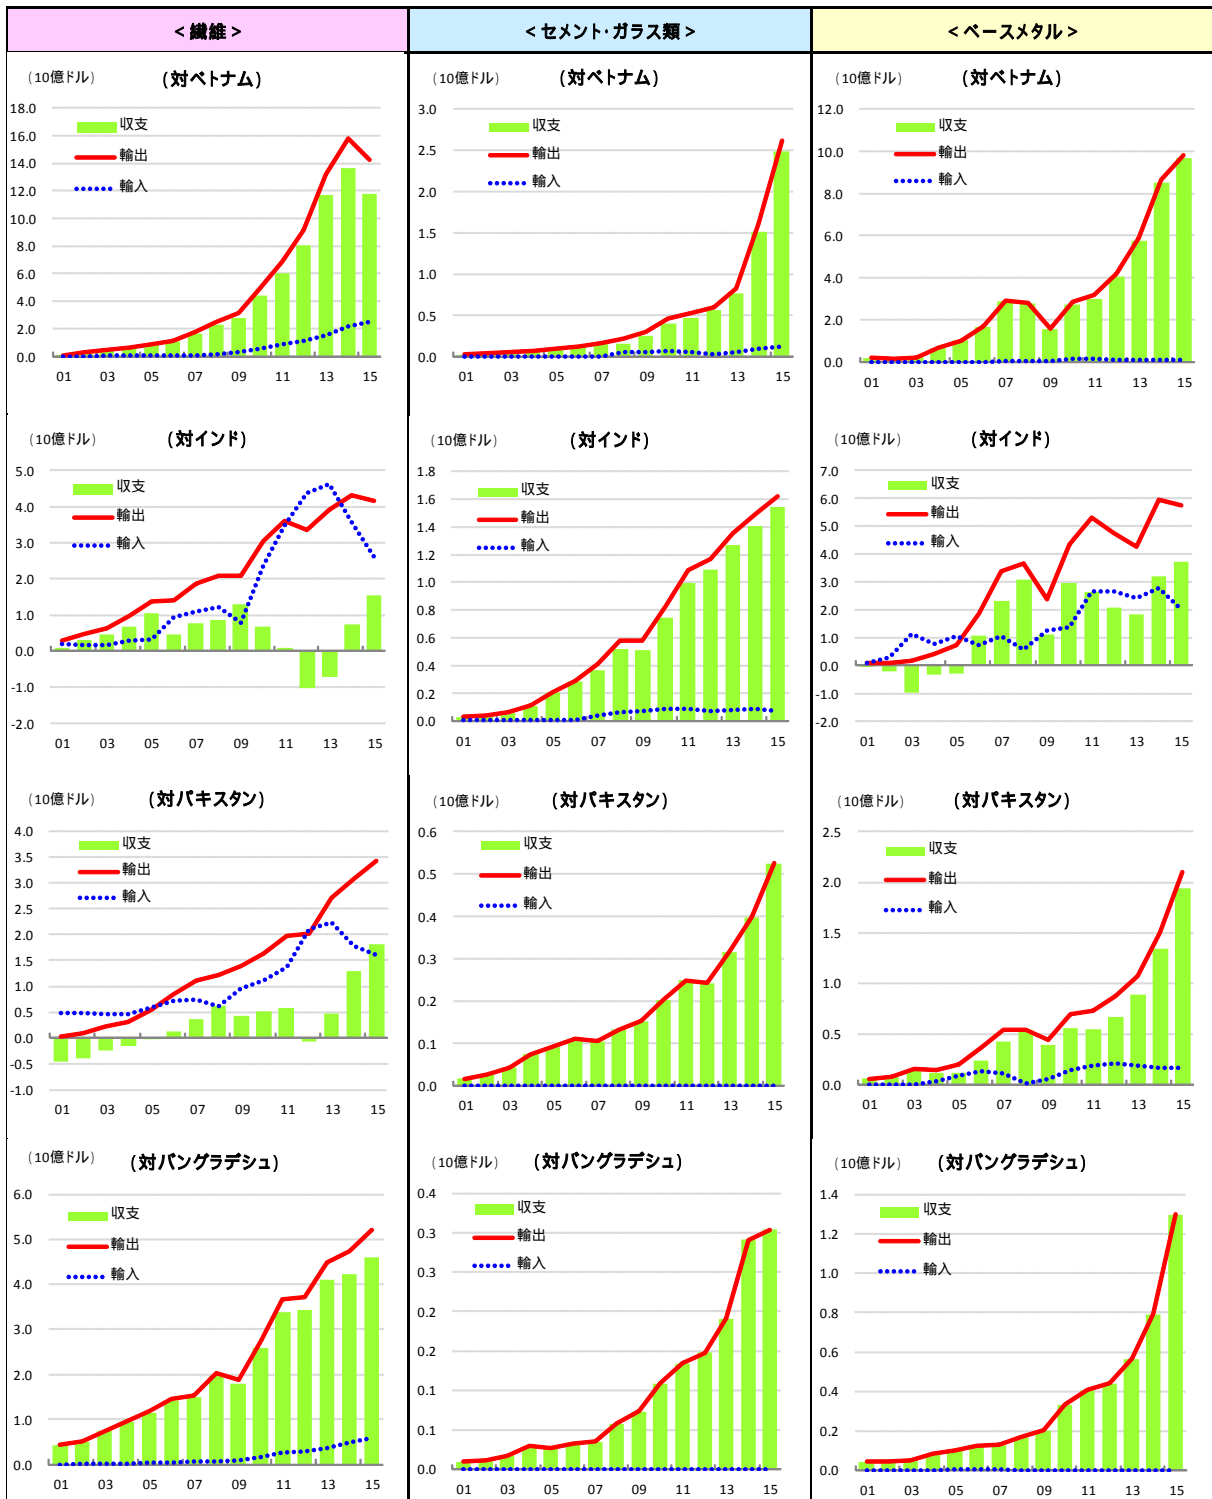 <繊維>
<セメント・ガラス類>
<ベースメタル>
(10億ドル)
(対ベトナム)
18.0
16.0
14.0
12.0
10.0
8.0
6.0
4.0
2.0
0.0
収支
輸出
輸入
01 03 05 07 09 11 13 15
(10億ドル)
(対ベトナム)
3.0
2.5
2.0
1.5
1.0
0.5
0.0
収支
輸出
輸入
01 03 05 07 09 11 13 15
(10億ドル)
(対ベトナム)
12.0
10.0
8.0
6.0
4.0
2.0
0.0
収支
輸出
輸入
01 03 05 07 09 11 13 15
(10億ドル)
(対インド)
5.0
4.0
3.0
2.0
1.0
0.0
-1.0
-2.0
収支
輸出
輸入
01 03 05 07 09 11 13 15
(10億ドル)
(対インド)
1.8
1.6
1.4
1.2
1.0
0.8
0.6
0.4
0.2
0.0
収支
輸出
輸入
01 03 05 07 09 11 13 15
(10億ドル)
(対インド)
7.0
6.0
5.0
4.0
3.0
2.0
1.0
0.0
-1.0
-2.0
収支
輸出
輸入
01 03 05 07 09 11 13 15
(10億ドル)
(対パキスタン)
4.0
3.5
3.0
2.5
2.0
1.5
1.0
0.5
0.0
-0.5
-1.0
収支
輸出
輸入
01 03 05 07 09 11 13 15
(10億ドル)
(対パキスタン)
0.6
0.5
0.4
0.3
0.2
0.1
0.0
収支
輸出
輸入
01 03 05 07 09 11 13 15
(10億ドル)
(対パキスタン)
2.5
2.0
1.5
1.0
0.5
0.0
収支
輸出
輸入
01 03 05 07 09 11 13 15
(10億ドル)
(対バングラデシュ)
6.0
5.0
4.0
3.0
2.0
1.0
0.0
収支
輸出
輸入
01 03 05 07 09 11 13 15
(10億ドル)
(対バングラデシュ)
0.4
0.3
0.3
0.2
0.2
0.1
0.1
0.0
収支
輸出
輸入
01 03 05 07 09 11 13 15
(10億ドル)
(対バングラデシュ)
1.4
1.2
1.0
0.8
0.6
0.4
0.2
0.0
収支
輸出
輸入
01 03 05 07 09 11 13 15